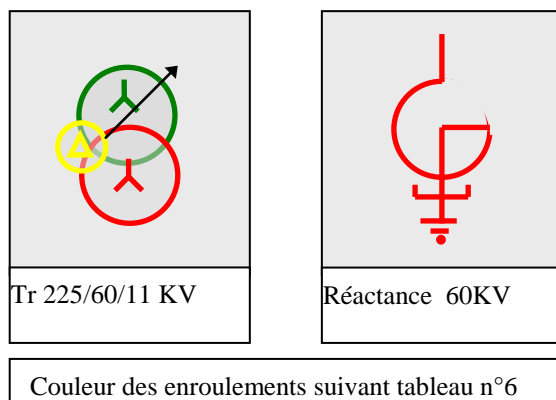 Tr 225/60/11 KV
Réactance 60KV
Couleur des enroulements suivant tableau n°6